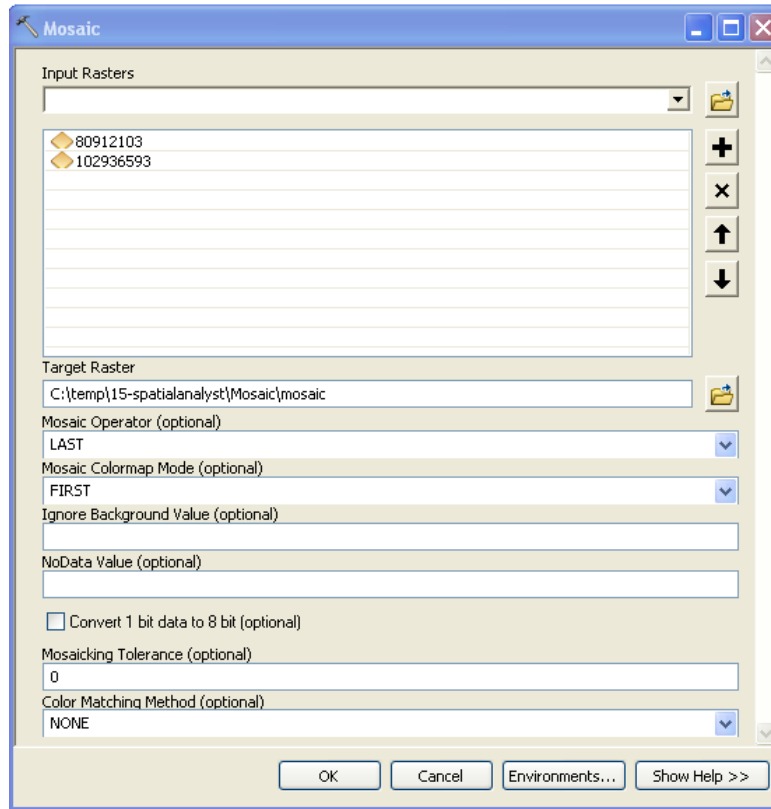 Mosaic
Input Rasters
80912103
102936593
Target Raster
C:\temp\15-spatialanalyst\Mosaic\mosaic
Mosaic Operator (optional)
LAST
Mosaic Colormap Mode (optional)
FIRST
Ignore Background Value (optional)
NoData Value (optional)
Convert 1 bit data to 8 bit (optional)
Mosaicking Tolerance (optional)
0
Color Matching Method (optional)
NONE
OK Cancel Environments... Show Help >>